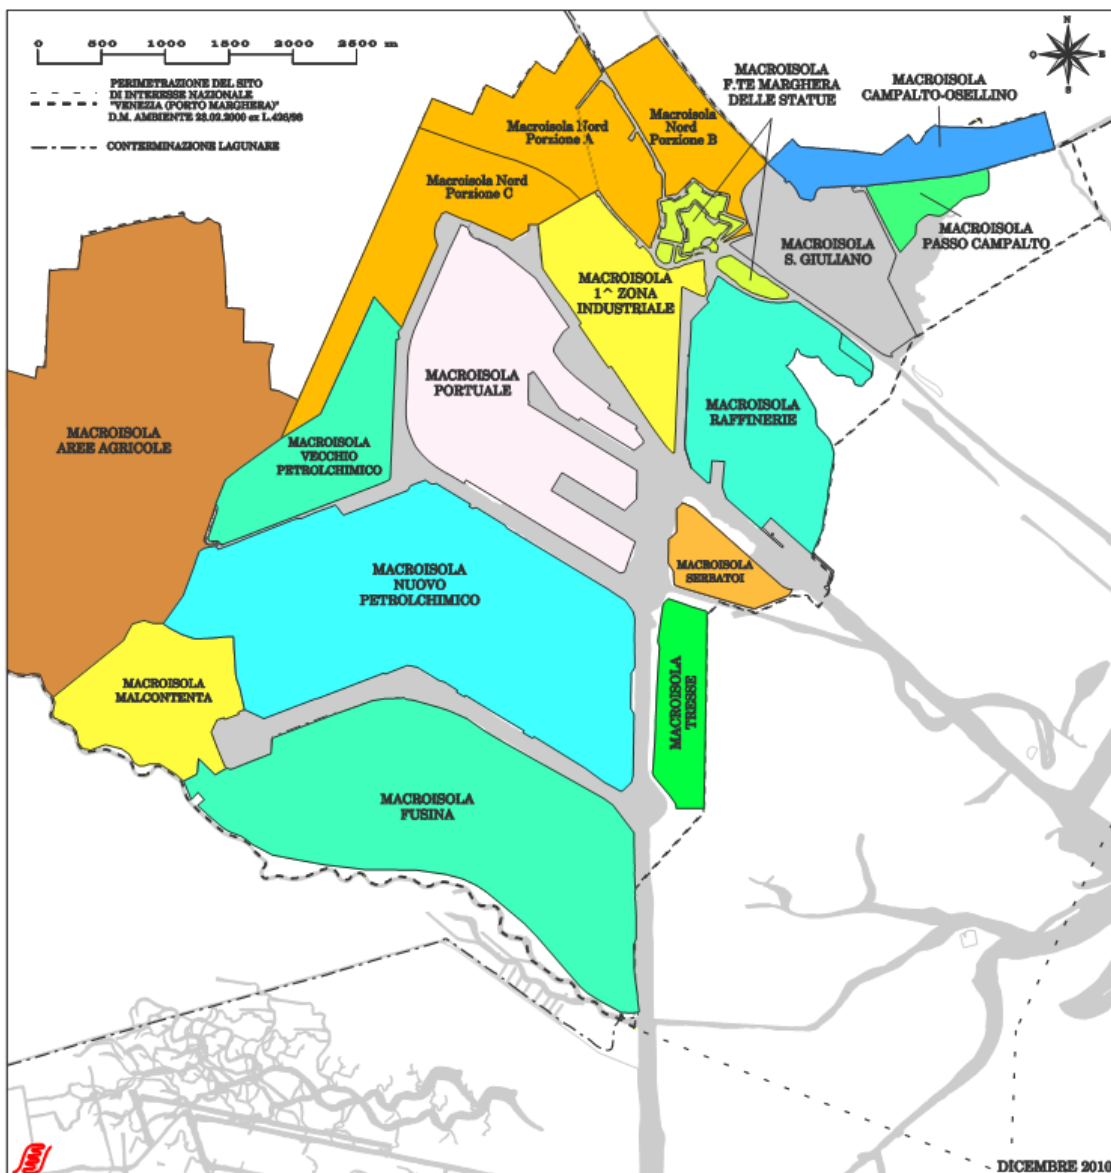 0 500 1000 1500 2000 2500 m
PERIMETRAZIONE DEL SITO
DI INTERESSE NAZIONALE
"VENEZIA (PORTO MARGHERA)"
D.M. AMBIENTE 23.02.2000 ex L.426/98
CONTERMINAZIONE LAGUNARE
N
O E
S
MACROISOLA
F.TE MARGHERA
DELLE STATUE
MACROISOLA
CAMPALTO-OSELLINO
Macroisola Nord
Porzione A
Macroisola
Nord
Porzione B
Macroisola Nord
Porzione C
MACROISOLA
PASSO CAMPALTO
MACROISOLA
S. GIULIANO
MACROISOLA
1^ ZONA
INDUSTRIALE
MACROISOLA
PORTUALE
MACROISOLA
RAFFINERIE
MACROISOLA
AREE AGRICOLE
MACROISOLA
VECCHIO
PETROLCHIMICO
MACROISOLA
NUOVO
PETROLCHIMICO
MACROISOLA
SERBATOI
MACROISOLA
MALCONTENTA
MACROISOLA
TRESSE
MACROISOLA
FUSINA
DICEMBRE 2010